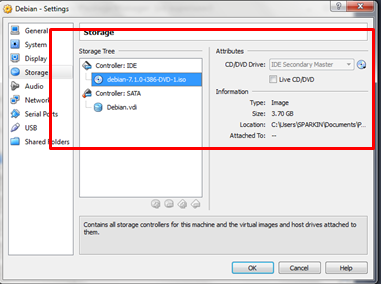 Debian - Settings
General
System
Display
Storage
Audio
Network
Serial Ports
USB
Shared Folders
Storage
Storage Tree
Controller: IDE
debian-7.1.0-i386-DVD-1.iso
Controller: SATA
Debian.vdi
Attributes
CD/DVD Drive: IDE Secondary Master
Live CD/DVD
Information
Type: Image
Size: 3.70 GB
Location: C:\Users\SPARKIN\Documents\P...
Attached To: --
Contains all storage controllers for this machine and the virtual images and host drives attached to
them.
OK Cancel Help